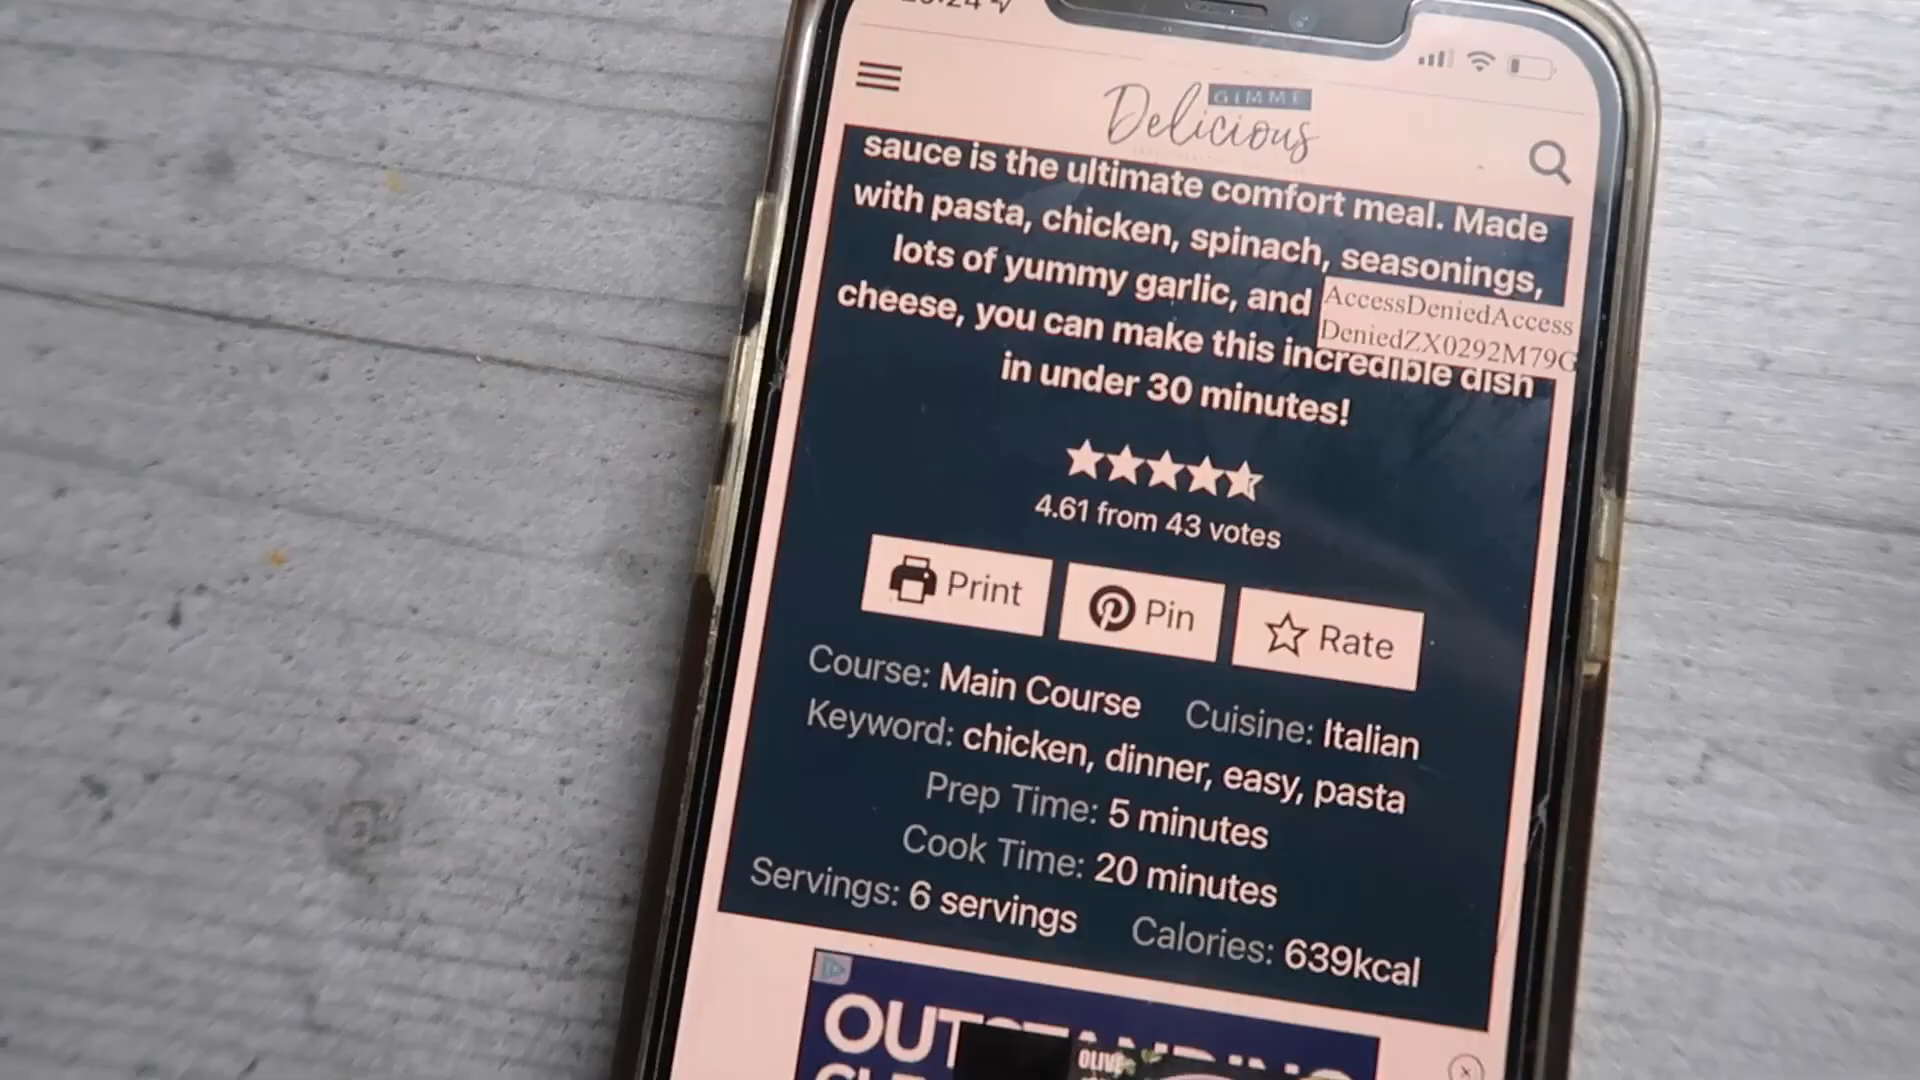 GIMME
Delicious
sauce is the ultimate comfort meal. Made
with pasta, chicken, spinach, seasonings,
lots of yummy garlic, and
AccessDeniedAccess
DeniedZX0292M79G
cheese, you can make this incredible dish
in under 30 minutes!
4.61 from 43 votes
Print
Pin
Rate
Course: Main Course Cuisine: Italian
Keyword: chicken, dinner, easy, pasta
Prep Time: 5 minutes
Cook Time: 20 minutes
Servings: 6 servings Calories: 639kcal